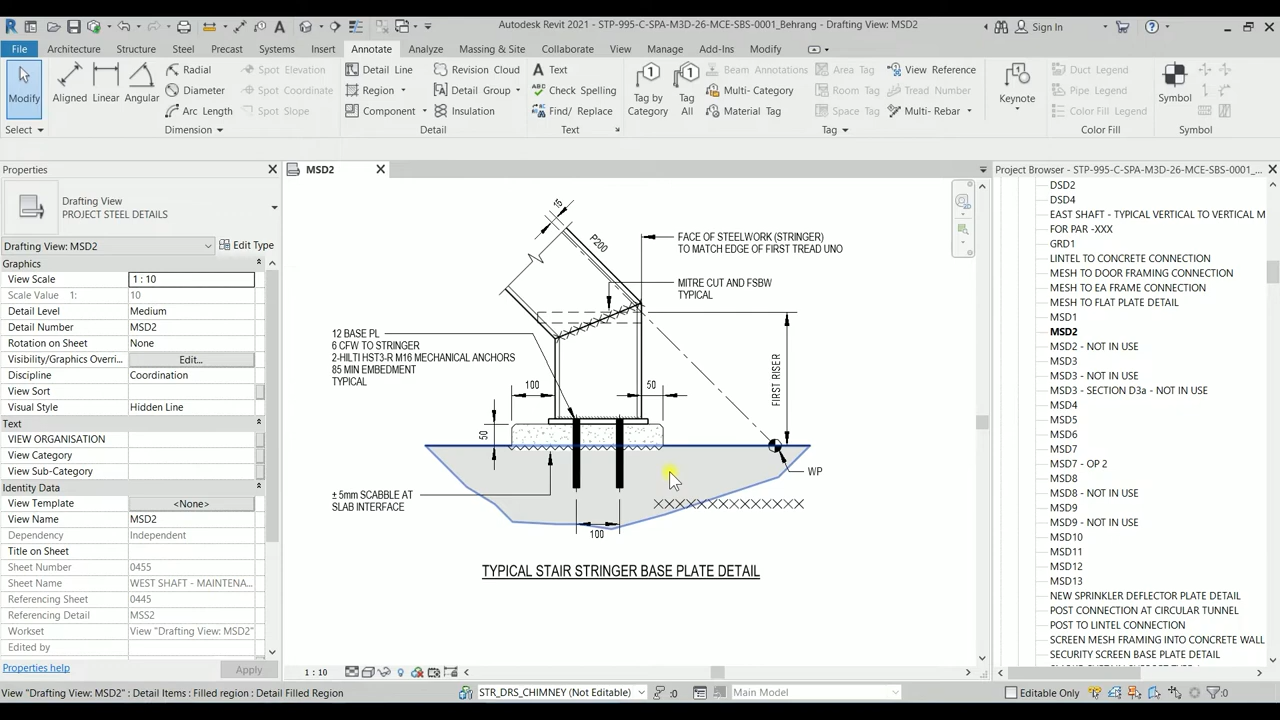 Autodesk Revit 2021 - STP-995-C-SPA-M3D-26-MCE-SBS-0001_Behrang - Drafting View: MSD2
Sign In
File Architecture Structure Steel Precast Systems Insert Annotate Analyze Massing & Site Collaborate View Manage Add-Ins Modify
Modify
Aligned Linear Angular
Radial
Diameter
Arc Length
Spot Elevation
Spot Coordinate
Spot Slope
Detail Line
Region
Component
Revision Cloud
Detail Group
Insulation
Text
Check Spelling
Find/ Replace
Tag by Category
Tag All
Beam Annotations
Multi- Category
Material Tag
Area Tag
Room Tag
Space Tag
View Reference
Tread Number
Multi- Rebar
Keynote
Duct Legend
Pipe Legend
Color Fill Legend
Symbol
Select Dimension Detail Text Tag Color Fill Symbol
Properties
Drafting View
PROJECT STEEL DETAILS
Drafting View: MSD2
Edit Type
Graphics
View Scale 1 : 10
Scale Value 1: 10
Detail Level Medium
Detail Number MSD2
Rotation on Sheet None
Visibility/Graphics Overri... Edit...
Discipline Coordination
View Sort
Visual Style Hidden Line
Text
VIEW ORGANISATION
View Category
View Sub-Category
Identity Data
View Template <None>
View Name MSD2
Dependency Independent
Title on Sheet
Sheet Number 0455
Sheet Name WEST SHAFT - MAINTENA...
Referencing Sheet 0445
Referencing Detail MSS2
Workset View "Drafting View: MSD2"
Edited by
Properties help
Apply
MSD2
16
P200
FACE OF STEELWORK (STRINGER)
TO MATCH EDGE OF FIRST TREAD UNO
MITRE CUT AND FSBW
TYPICAL
12 BASE PL
6 CFW TO STRINGER
2-HILTI HST3-R M16 MECHANICAL ANCHORS
85 MIN EMBEDMENT
TYPICAL
100
50
FIRST RISER
50
WP
± 5mm SCABBLE AT
SLAB INTERFACE
100
TYPICAL STAIR STRINGER BASE PLATE DETAIL
Project Browser - STP-995-C-SPA-M3D-26-MCE-SBS-0001_...
DSD2
DSD4
EAST SHAFT - TYPICAL VERTICAL TO VERTICAL M
FOR PAR -XXX
GRD1
LINTEL TO CONCRETE CONNECTION
MESH TO DOOR FRAMING CONNECTION
MESH TO EA FRAME CONNECTION
MESH TO FLAT PLATE DETAIL
MSD1
MSD2
MSD2 - NOT IN USE
MSD3
MSD3 - NOT IN USE
MSD3 - SECTION D3a - NOT IN USE
MSD4
MSD5
MSD6
MSD7
MSD7 - OP 2
MSD8
MSD8 - NOT IN USE
MSD9
MSD9 - NOT IN USE
MSD10
MSD11
MSD12
MSD13
NEW SPRINKLER DEFLECTOR PLATE DETAIL
POST CONNECTION AT CIRCULAR TUNNEL
POST TO LINTEL CONNECTION
SCREEN MESH FRAMING INTO CONCRETE WALL
SECURITY SCREEN BASE PLATE DETAIL
1 : 10
View "Drafting View: MSD2" : Detail Items : Filled region : Detail Filled Region
STR_DRS_CHIMNEY (Not Editable)
:0
Main Model
Editable Only
:0